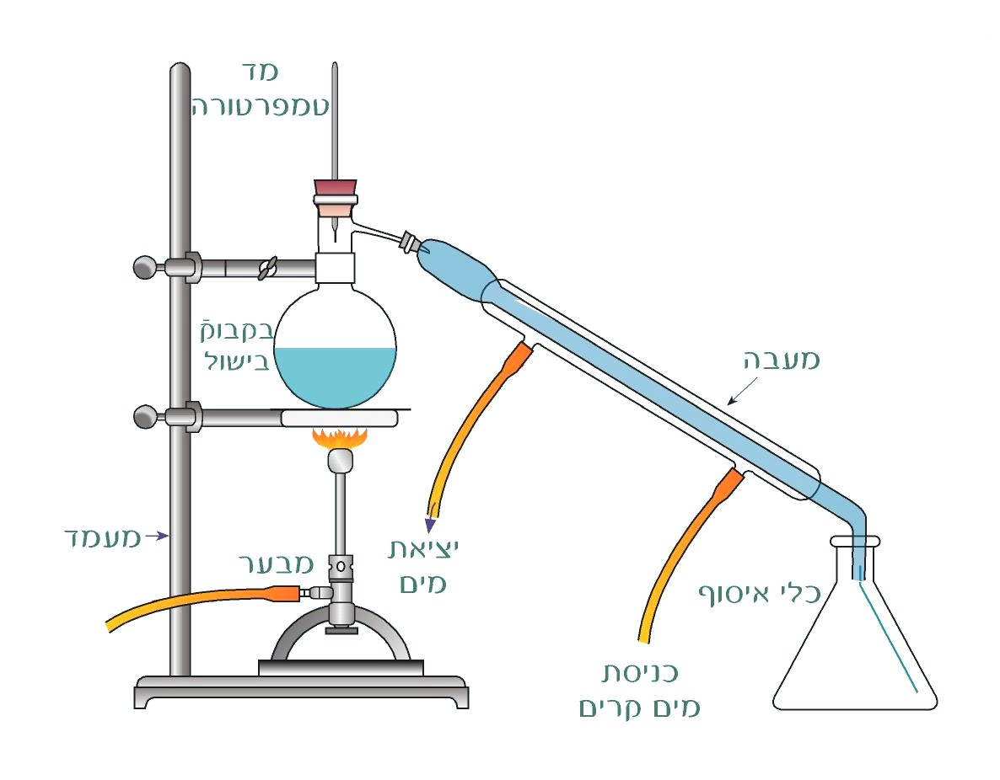 מד
טמפרטורה
בקבוק
בישול
מעבה
מעמד
מבער
יציאת
מים
כלי איסוף
כניסת
מים קרים